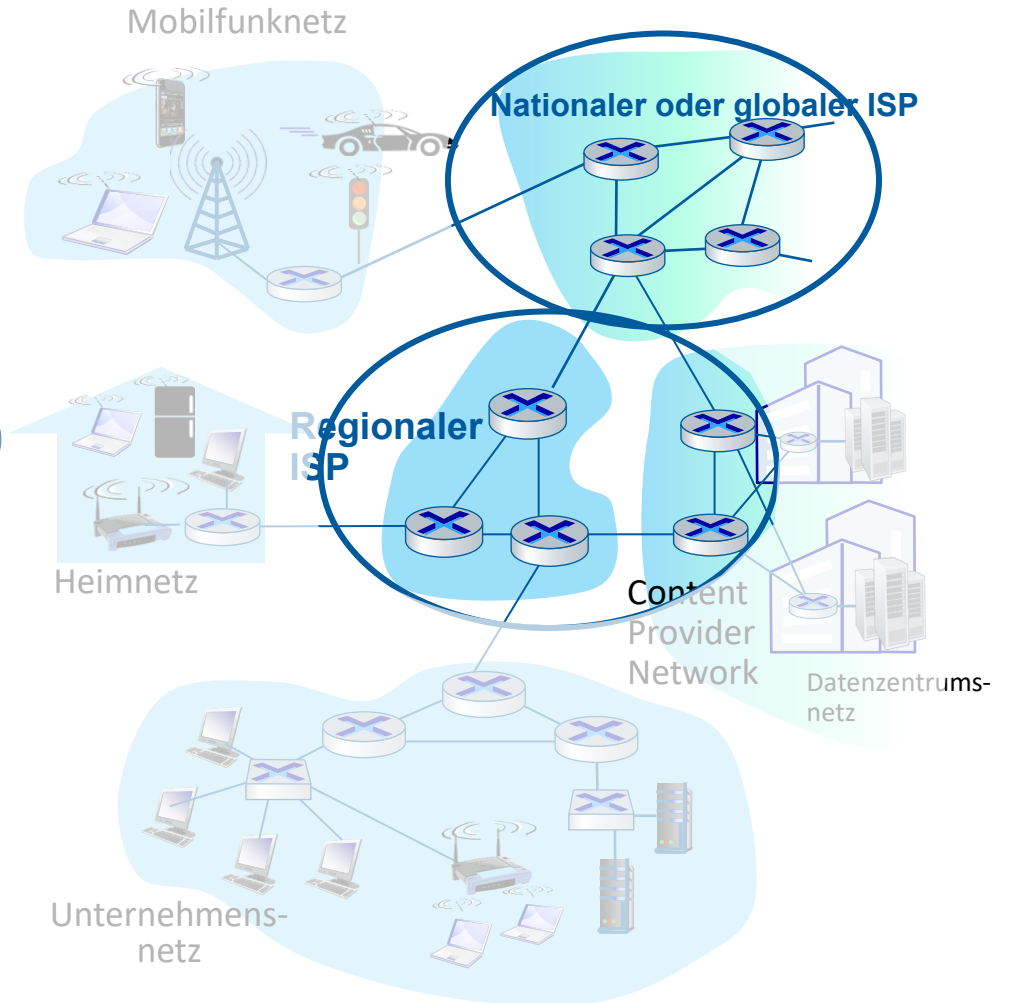 Mobilfunknetz
Nationaler oder globaler ISP
Regionaler
ISP
Heimnetz
Content
Provider
Network
Datenzentrums-
netz
Unternehmens-
netz